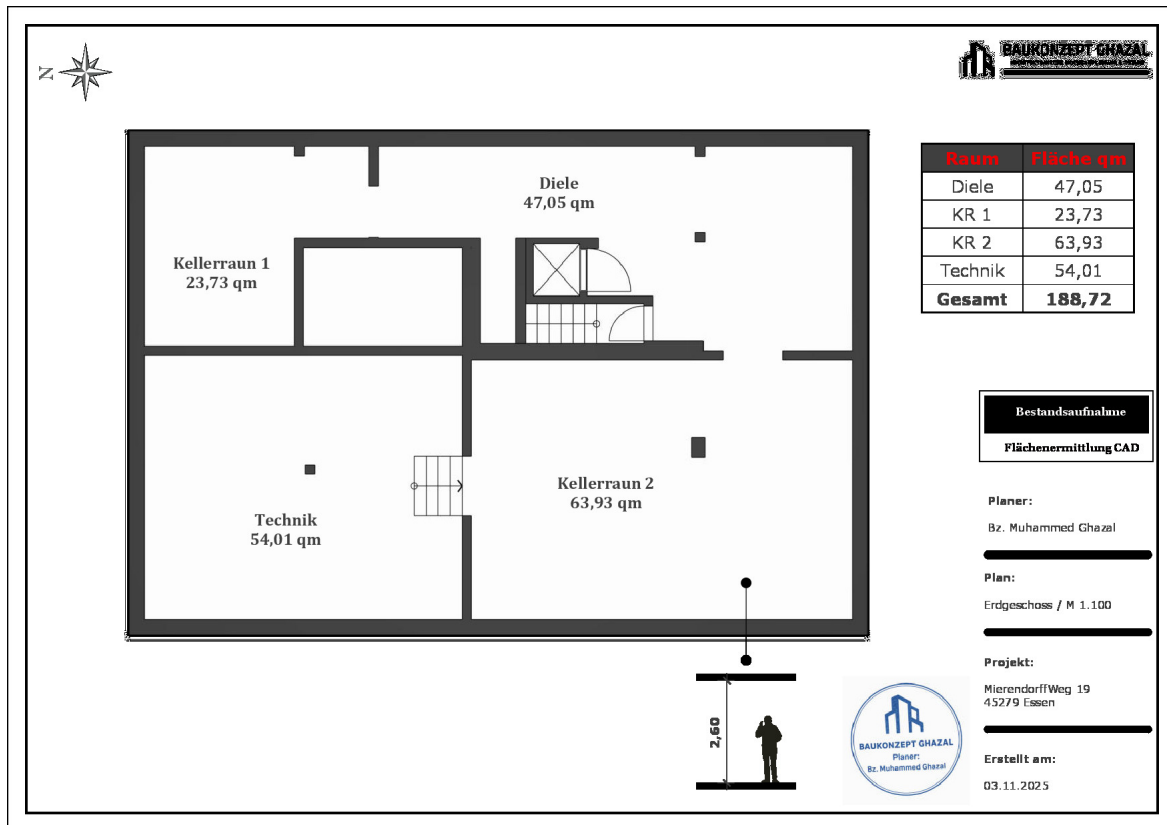 N
BAUKONZEPT GHAZAL
Raum Fläche qm
Diele 47,05
KR 1 23,73
KR 2 63,93
Technik 54,01
Gesamt 188,72
Diele
47,05 qm
Kellerraun 1
23,73 qm
Kellerraun 2
63,93 qm
Technik
54,01 qm
Bestandsaufnahme
Flächenermittlung CAD
Planer:
Bz. Muhammed Ghazal
Plan:
Erdgeschoss / M 1.100
Projekt:
MierendorffWeg 19
45279 Essen
Erstellt am:
03.11.2025
2,60
BAUKONZEPT GHAZAL
Planer:
Bz. Muhammed Ghazal